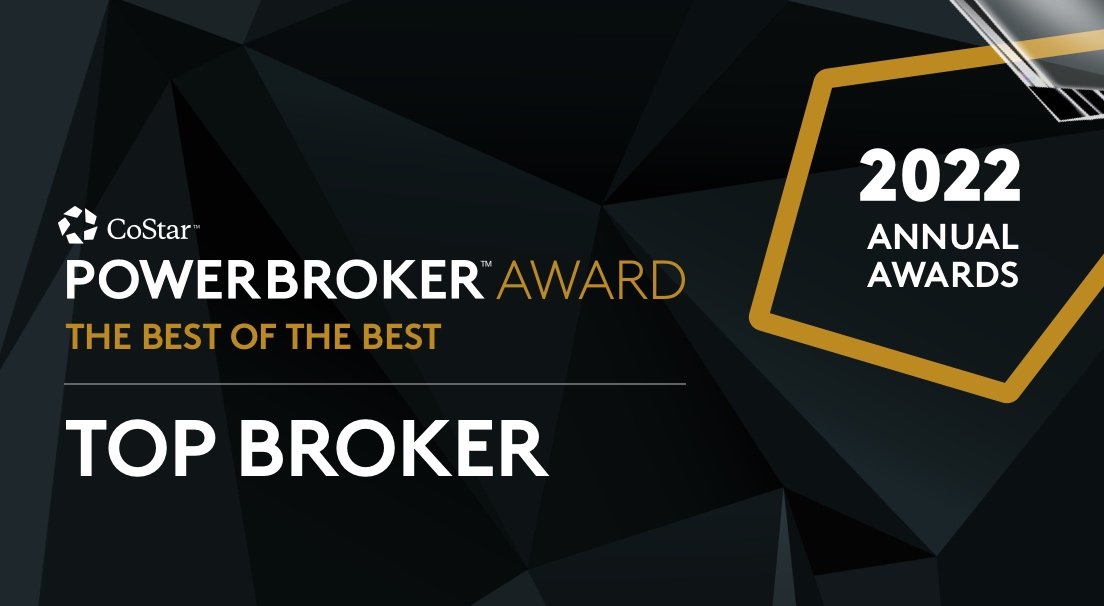 CoStar™
POWERBROKER™ AWARD
THE BEST OF THE BEST
TOP BROKER
2022
ANNUAL
AWARDS